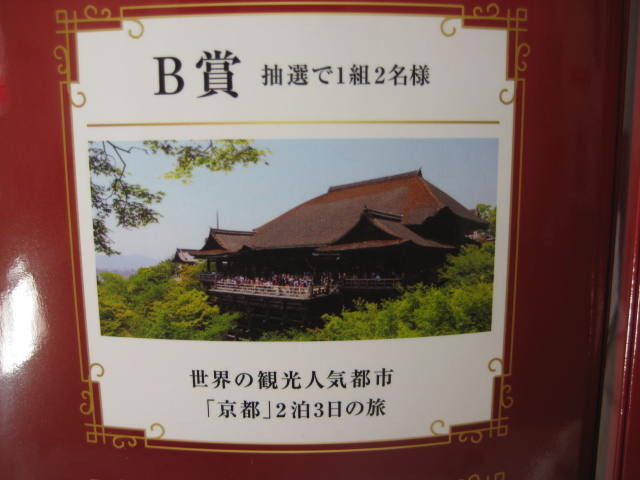 B賞 抽選で1組2名様
世界の観光人気都市
「京都」2泊3日の旅